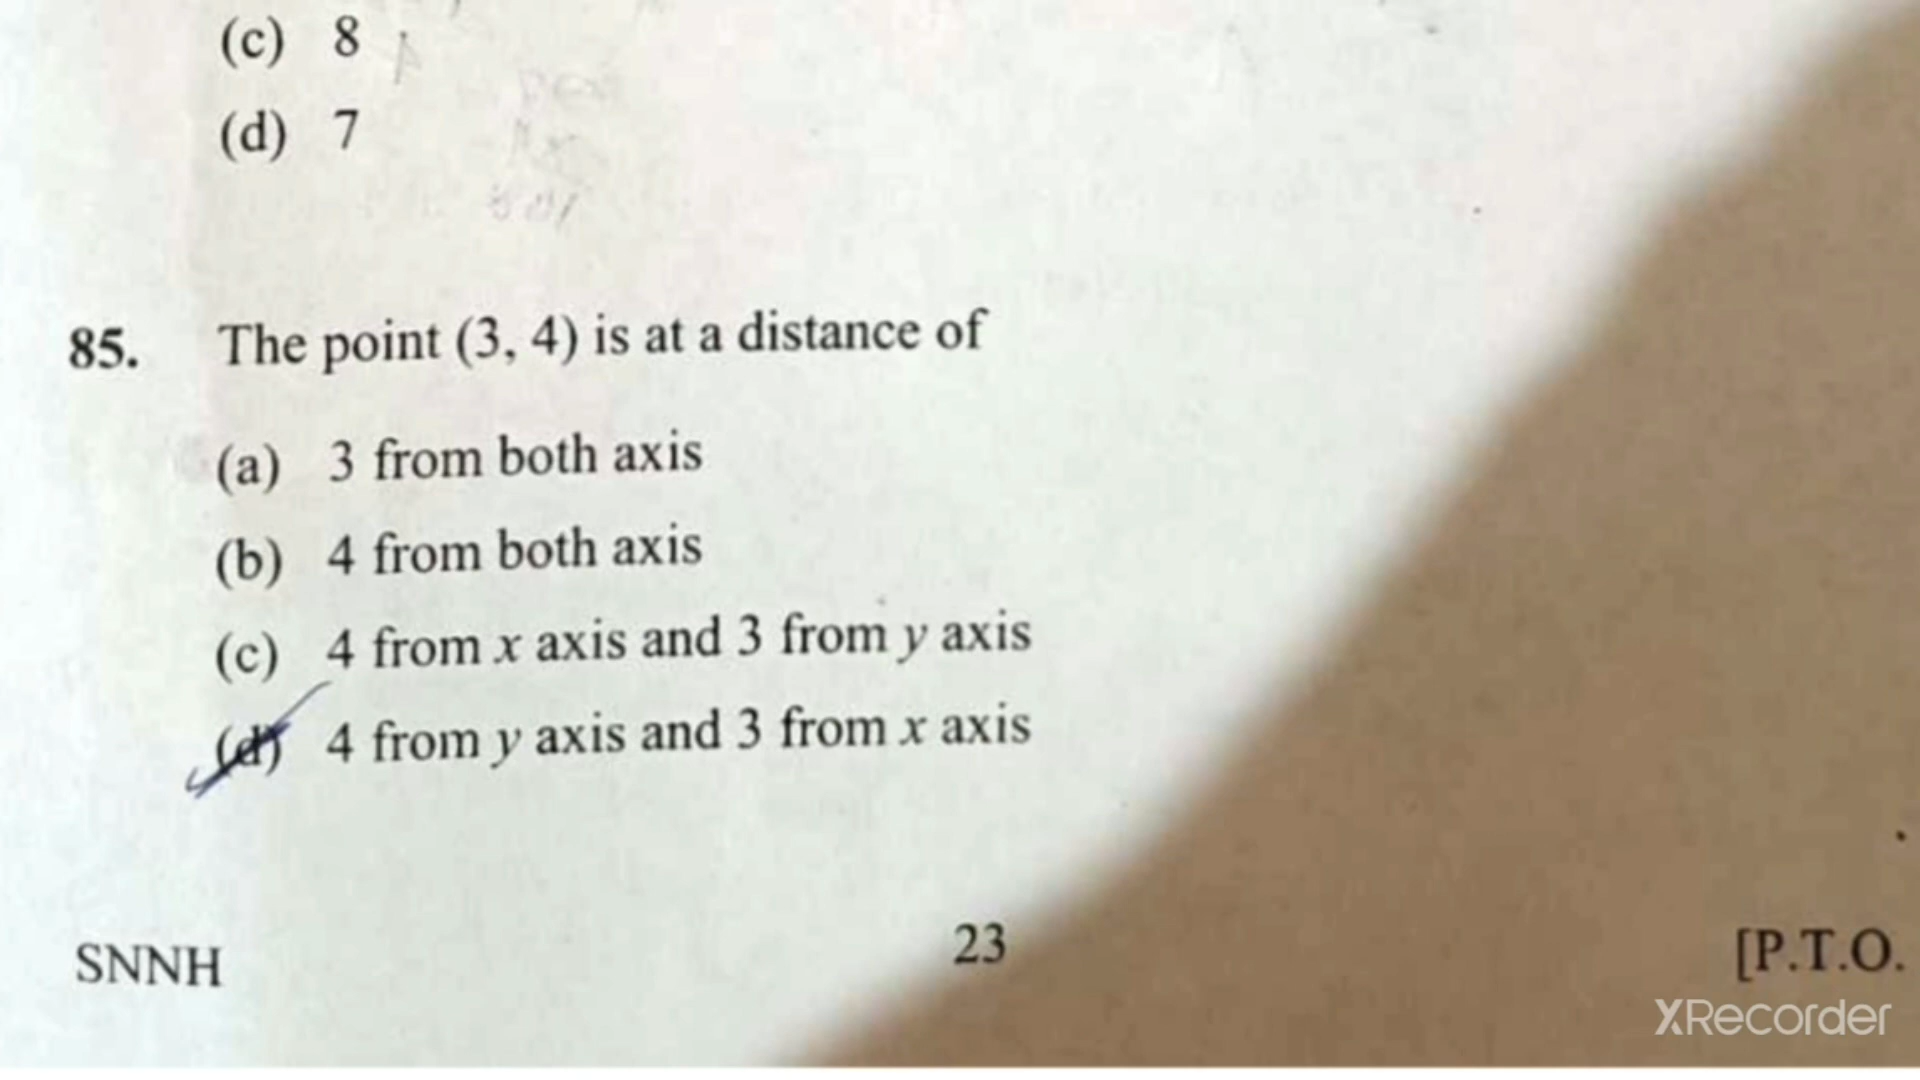 (c) 8
(d) 7
85. The point (3, 4) is at a distance of
(a) 3 from both axis
(b) 4 from both axis
(c) 4 from x axis and 3 from y axis
(d) 4 from y axis and 3 from x axis
SNNH 23 [P.T.O.
XRecorder